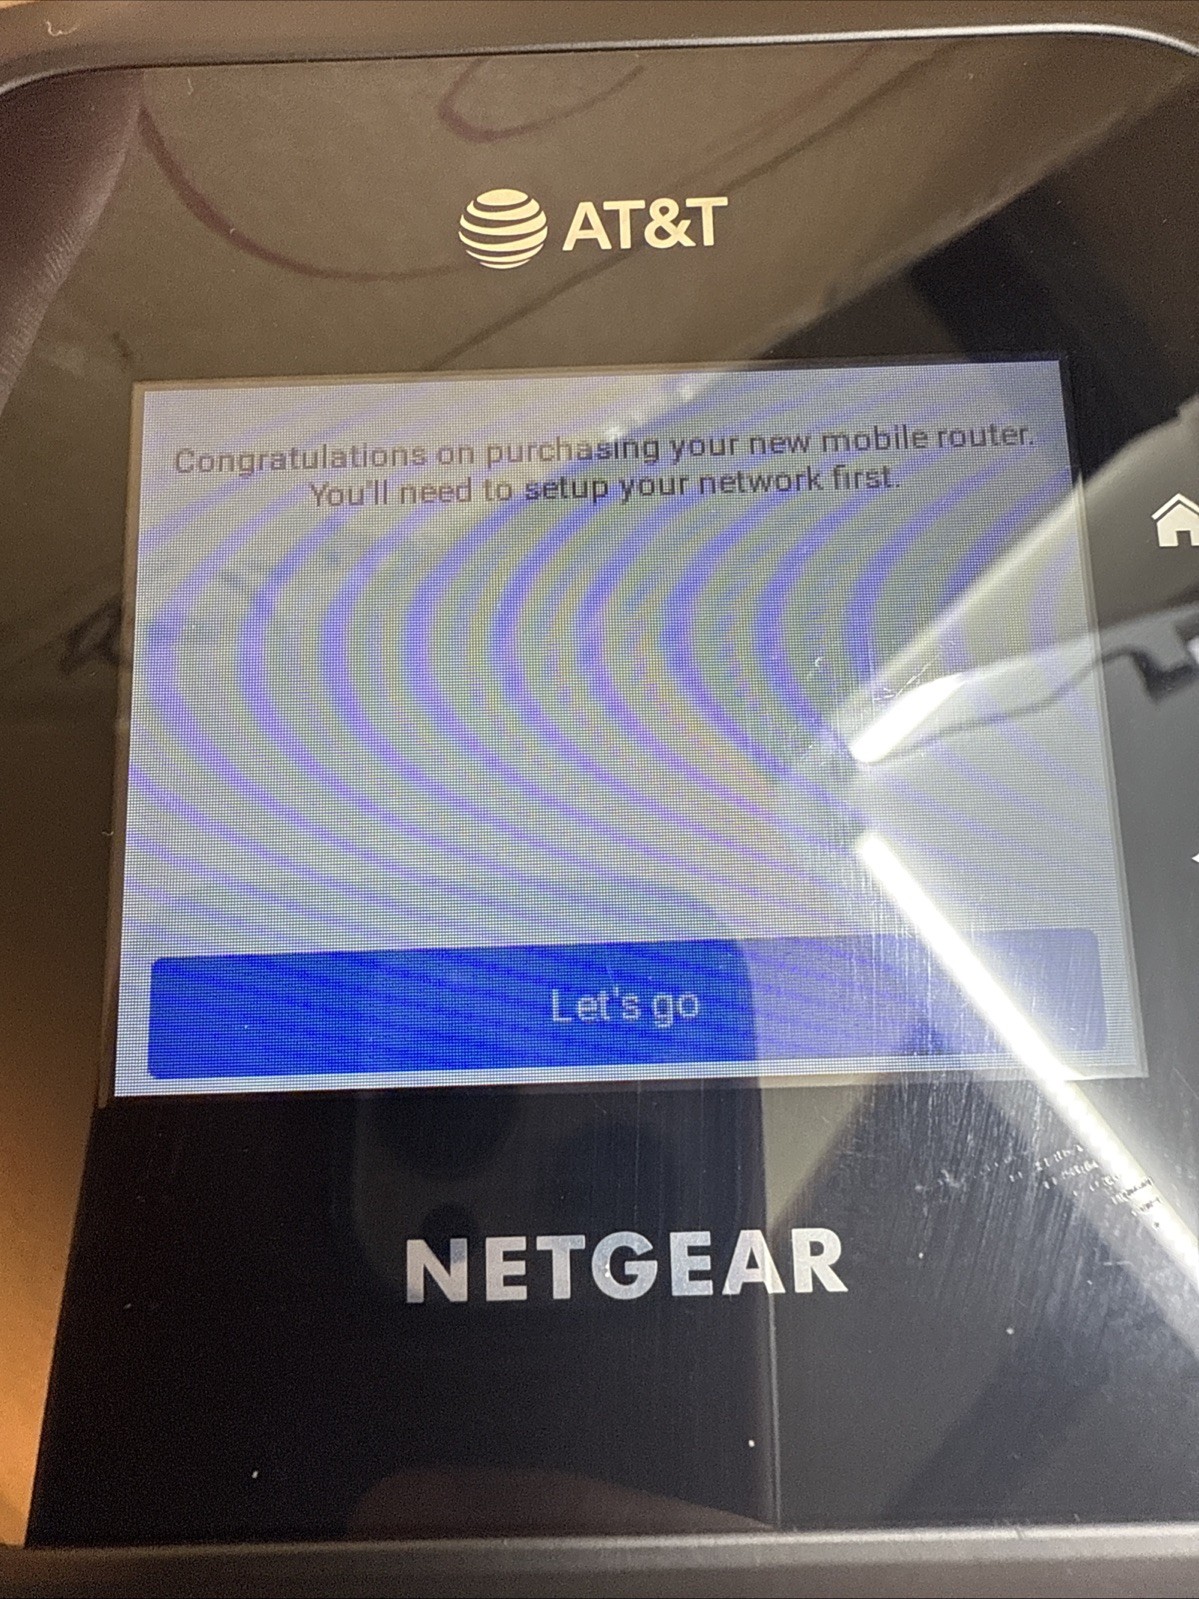 AT&T
Congratulations on purchasing your new mobile router.
You'll need to setup your network first.
Let's go
NETGEAR